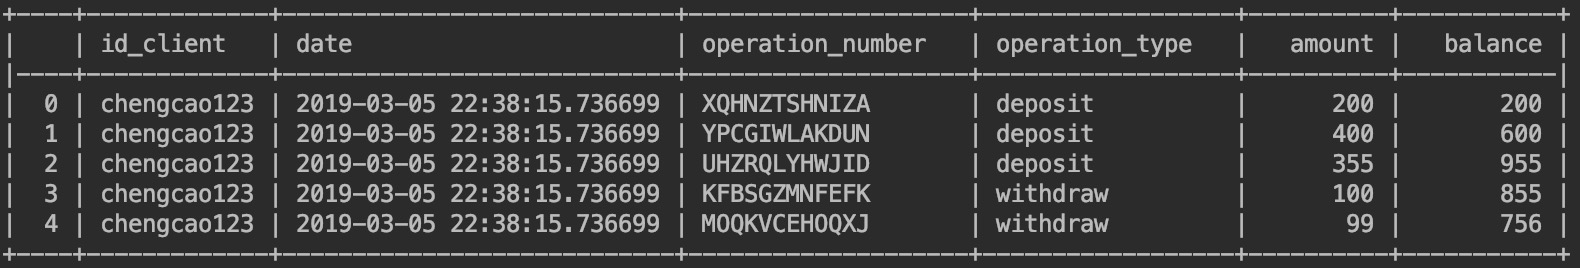 +----+-------------+----------------------------+--------------------+------------------+----------+-----------+
|    | id_client   | date                       | operation_number   | operation_type   |   amount |   balance |
|----+-------------+----------------------------+--------------------+------------------+----------+-----------|
|  0 | chengcao123 | 2019-03-05 22:38:15.736699 | XQHNZTSHNIZA       | deposit          |      200 |       200 |
|  1 | chengcao123 | 2019-03-05 22:38:15.736699 | YPCGIWLAKDUN       | deposit          |      400 |       600 |
|  2 | chengcao123 | 2019-03-05 22:38:15.736699 | UHZRQLYHWJID       | deposit          |      355 |       955 |
|  3 | chengcao123 | 2019-03-05 22:38:15.736699 | KFBSGZMNFEFK       | withdraw         |      100 |       855 |
|  4 | chengcao123 | 2019-03-05 22:38:15.736699 | MOQKVCEHOQXJ       | withdraw         |       99 |       756 |
+----+-------------+----------------------------+--------------------+------------------+----------+-----------+